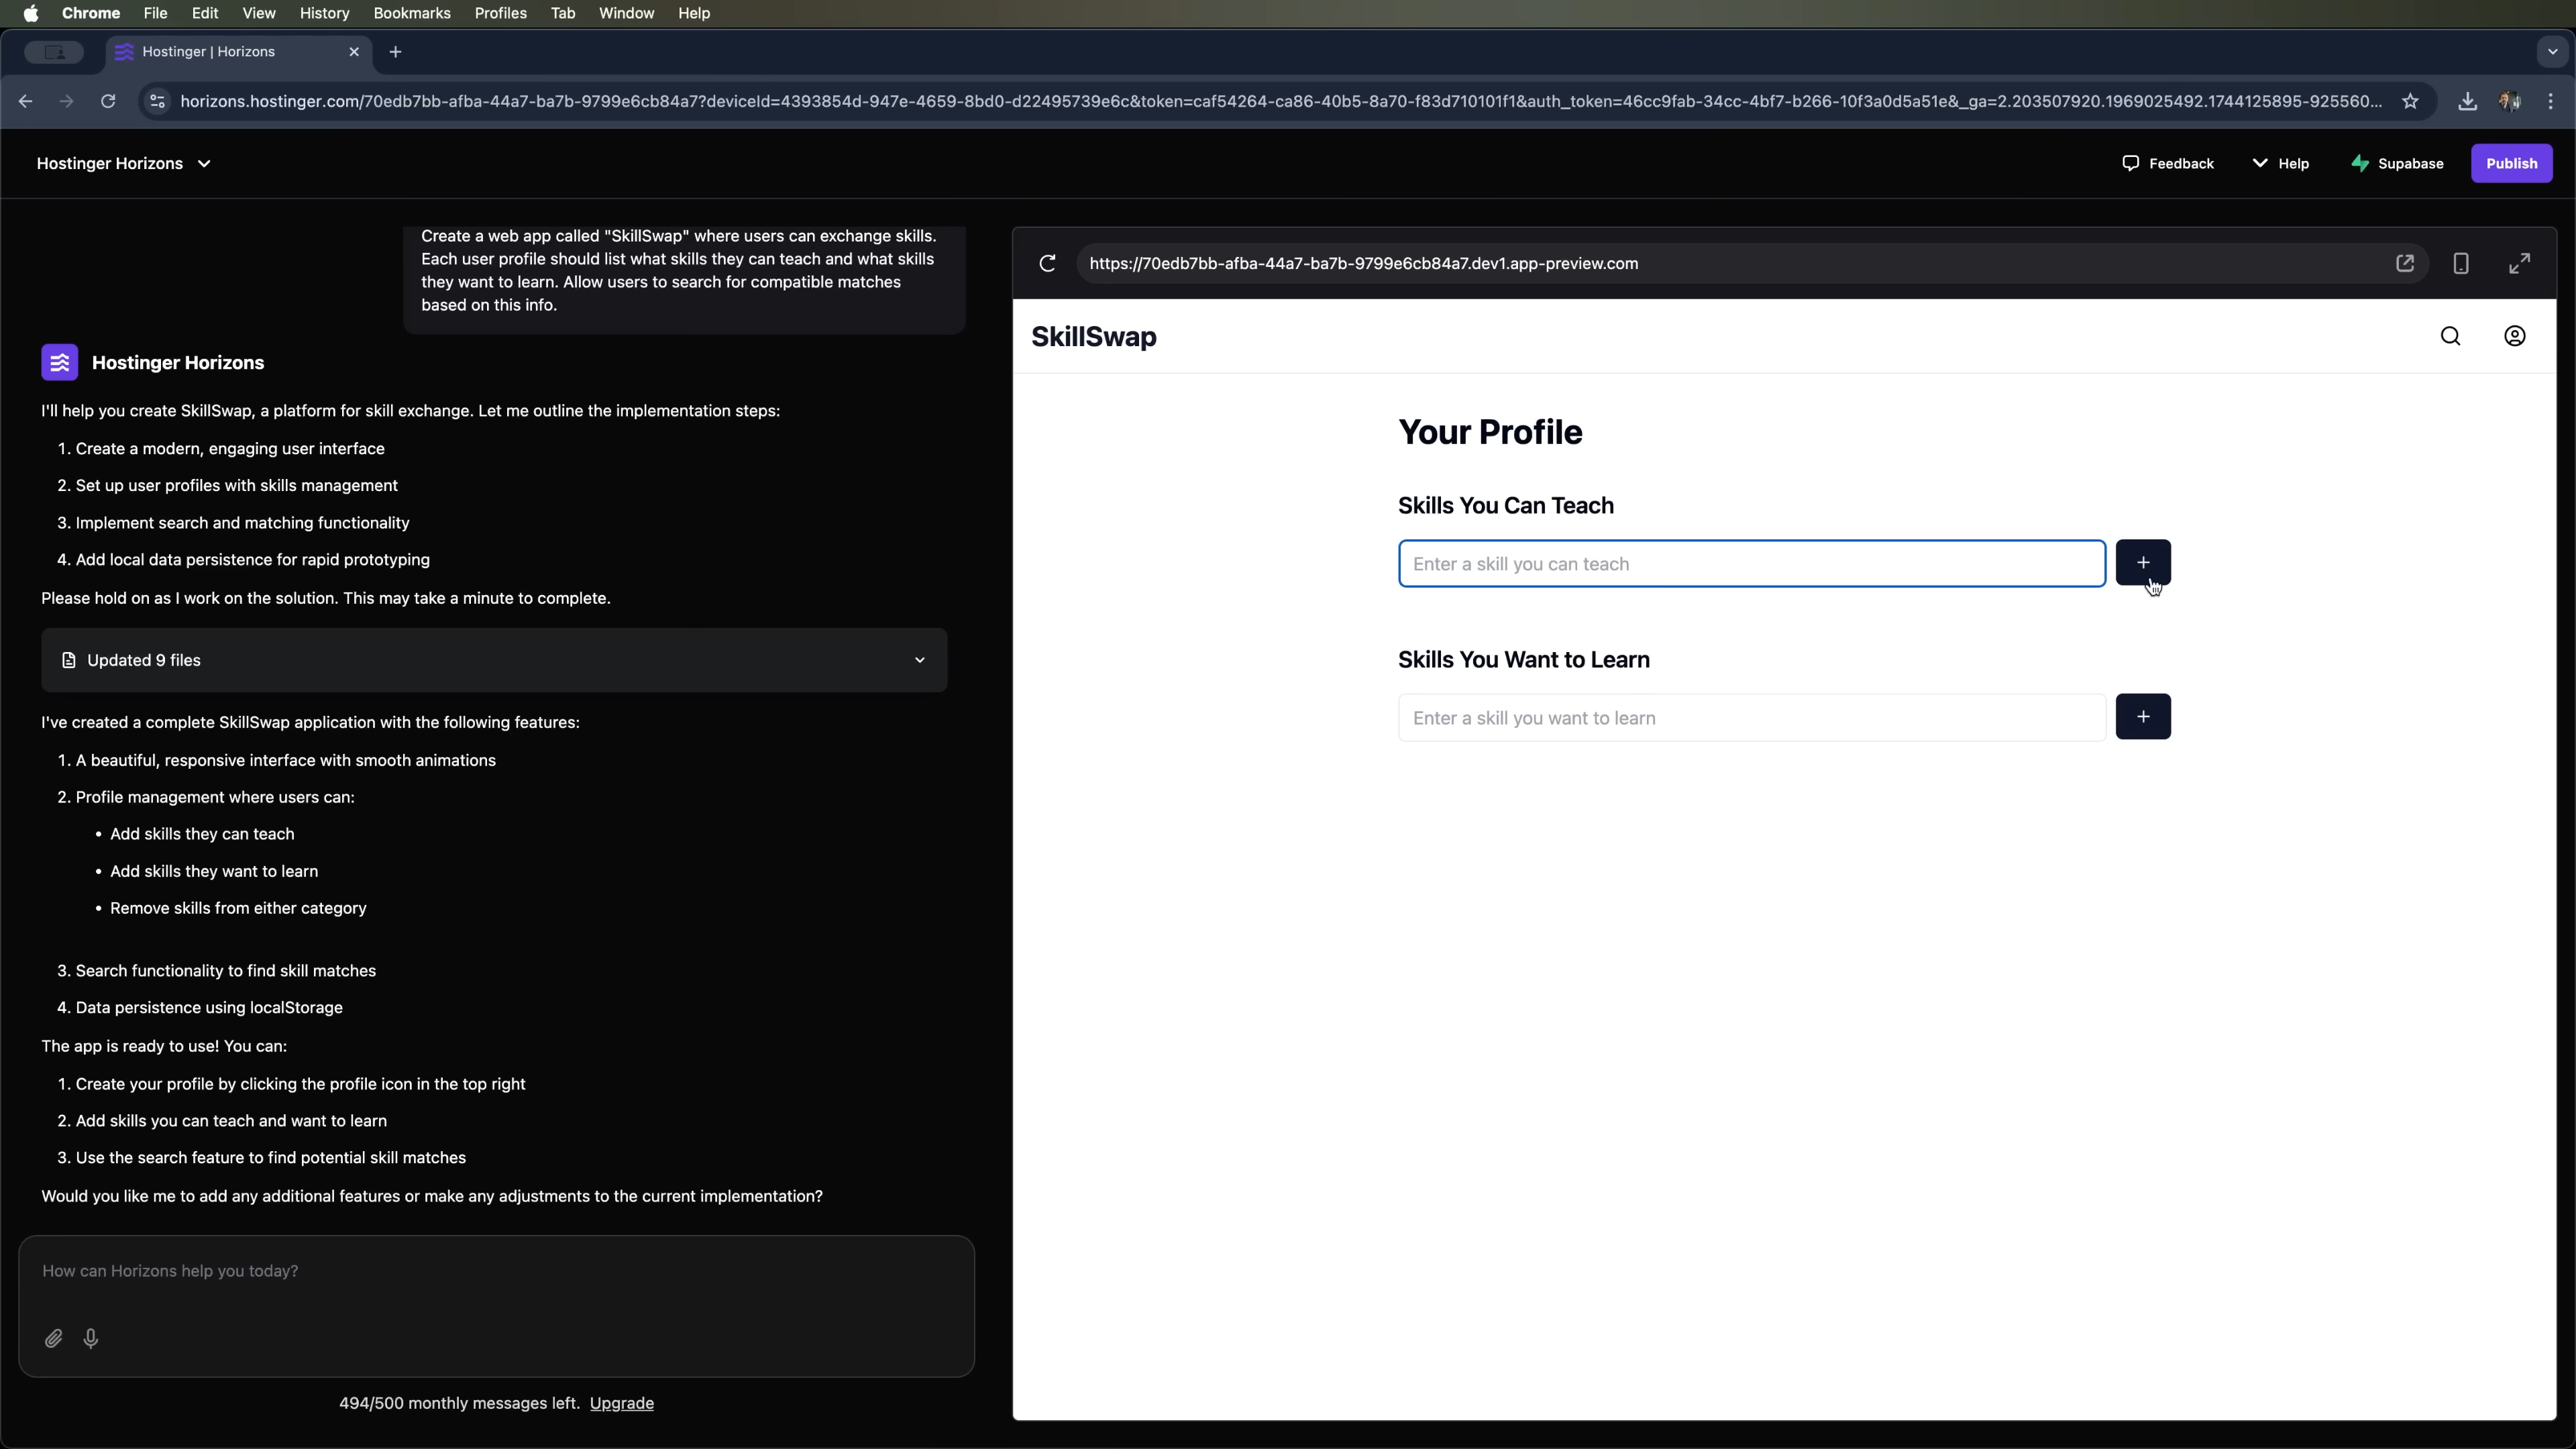 Chrome File Edit View History Bookmarks Profiles Tab Window Help
Hostinger | Horizons
horizons.hostinger.com/70edb7bb-afba-44a7-ba7b-9799e6cb84a7?deviceId=4393854d-947e-4659-8bd0-d22495739e6c&token=caf54264-ca86-40b5-8a70-f83d710101f1&auth_token=46cc9fab-34cc-4bf7-b266-10f3a0d5a51e&_ga=2.203507920.1969025492.1744125895-925560...
Hostinger Horizons
Feedback
Help
Supabase
Publish
Create a web app called "SkillSwap" where users can exchange skills.
Each user profile should list what skills they can teach and what skills
they want to learn. Allow users to search for compatible matches
based on this info.
Hostinger Horizons
I'll help you create SkillSwap, a platform for skill exchange. Let me outline the implementation steps:
1. Create a modern, engaging user interface
2. Set up user profiles with skills management
3. Implement search and matching functionality
4. Add local data persistence for rapid prototyping
Please hold on as I work on the solution. This may take a minute to complete.
Updated 9 files
I've created a complete SkillSwap application with the following features:
1. A beautiful, responsive interface with smooth animations
2. Profile management where users can:
• Add skills they can teach
• Add skills they want to learn
• Remove skills from either category
3. Search functionality to find skill matches
4. Data persistence using localStorage
The app is ready to use! You can:
1. Create your profile by clicking the profile icon in the top right
2. Add skills you can teach and want to learn
3. Use the search feature to find potential skill matches
Would you like me to add any additional features or make any adjustments to the current implementation?
How can Horizons help you today?
494/500 monthly messages left. Upgrade
https://70edb7bb-afba-44a7-ba7b-9799e6cb84a7.dev1.app-preview.com
SkillSwap
Your Profile
Skills You Can Teach
Enter a skill you can teach
+
Skills You Want to Learn
Enter a skill you want to learn
+